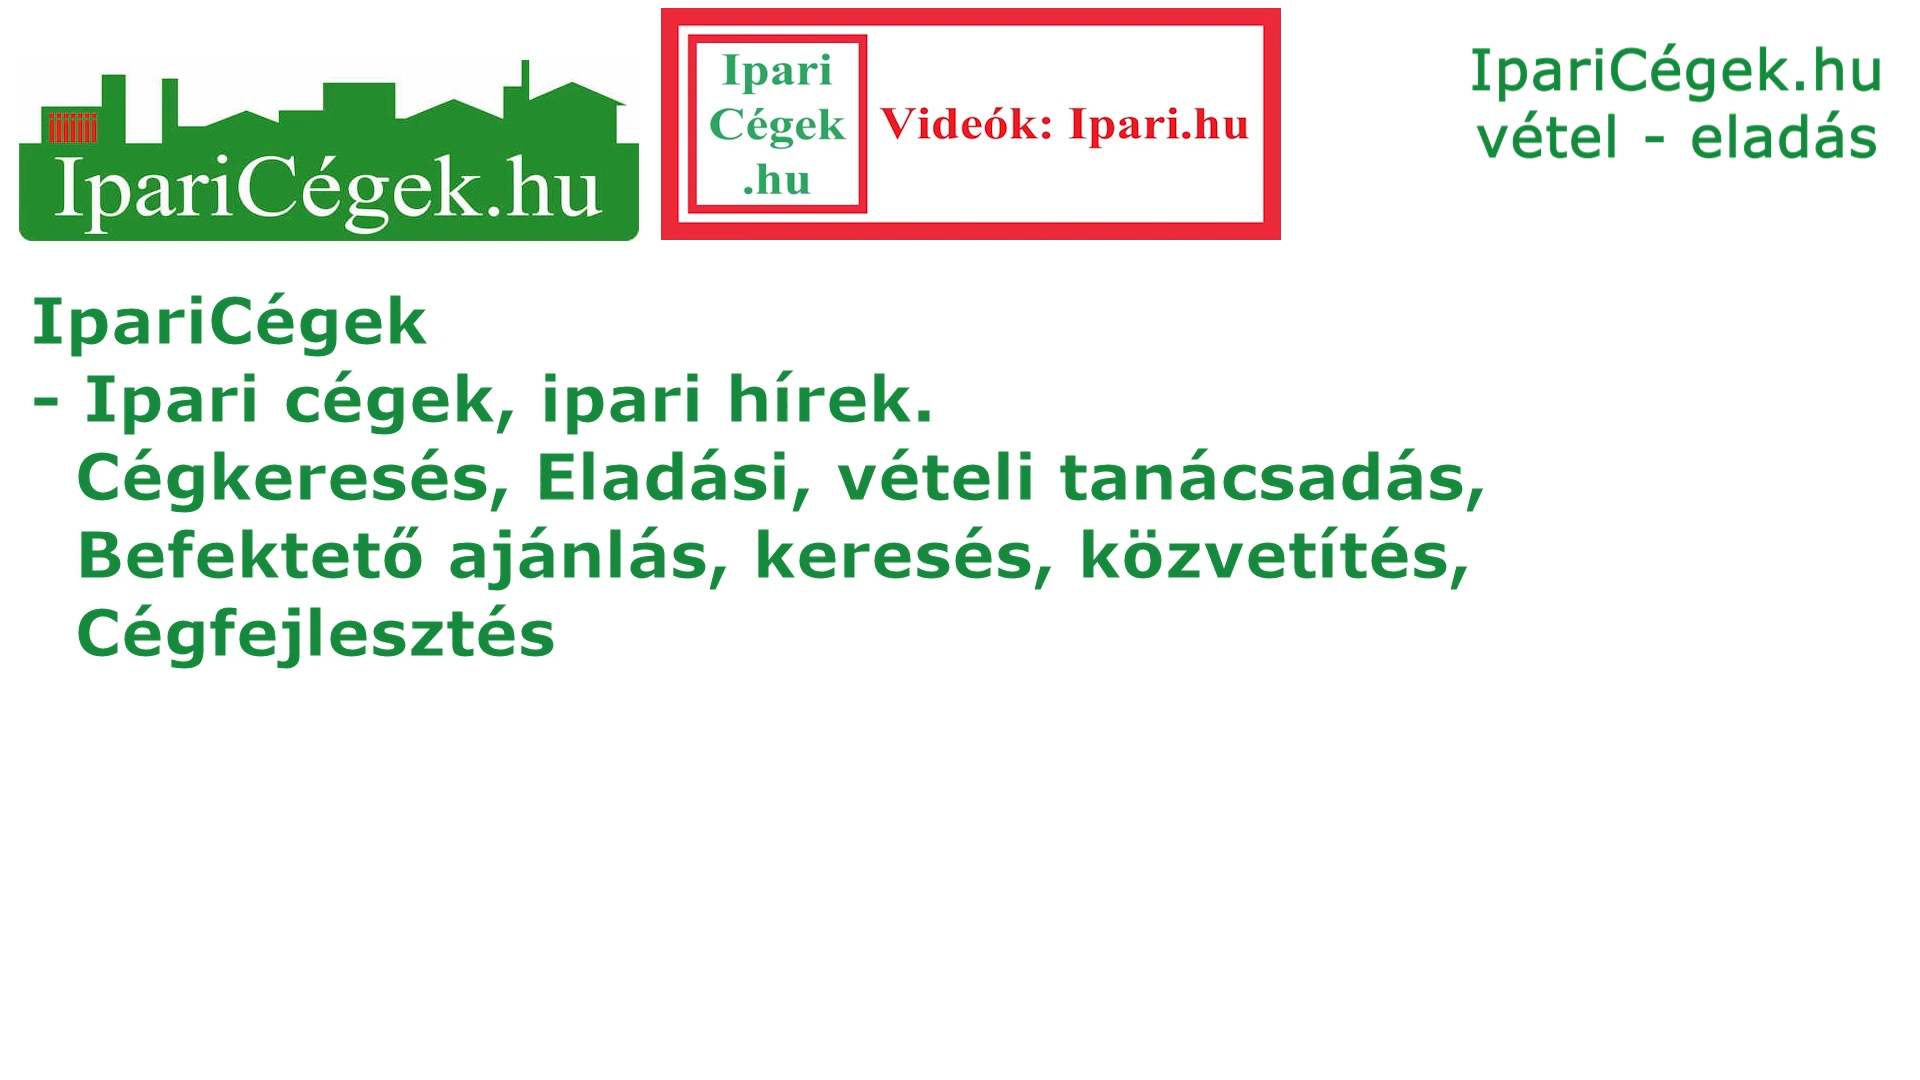 IpariCégek.hu
Ipari
Cégek
.hu
Videók: Ipari.hu
IpariCégek.hu
vétel - eladás
IpariCégek
- Ipari cégek, ipari hírek.
Cégkeresés, Eladási, vételi tanácsadás,
Befektető ajánlás, keresés, közvetítés,
Cégfejlesztés